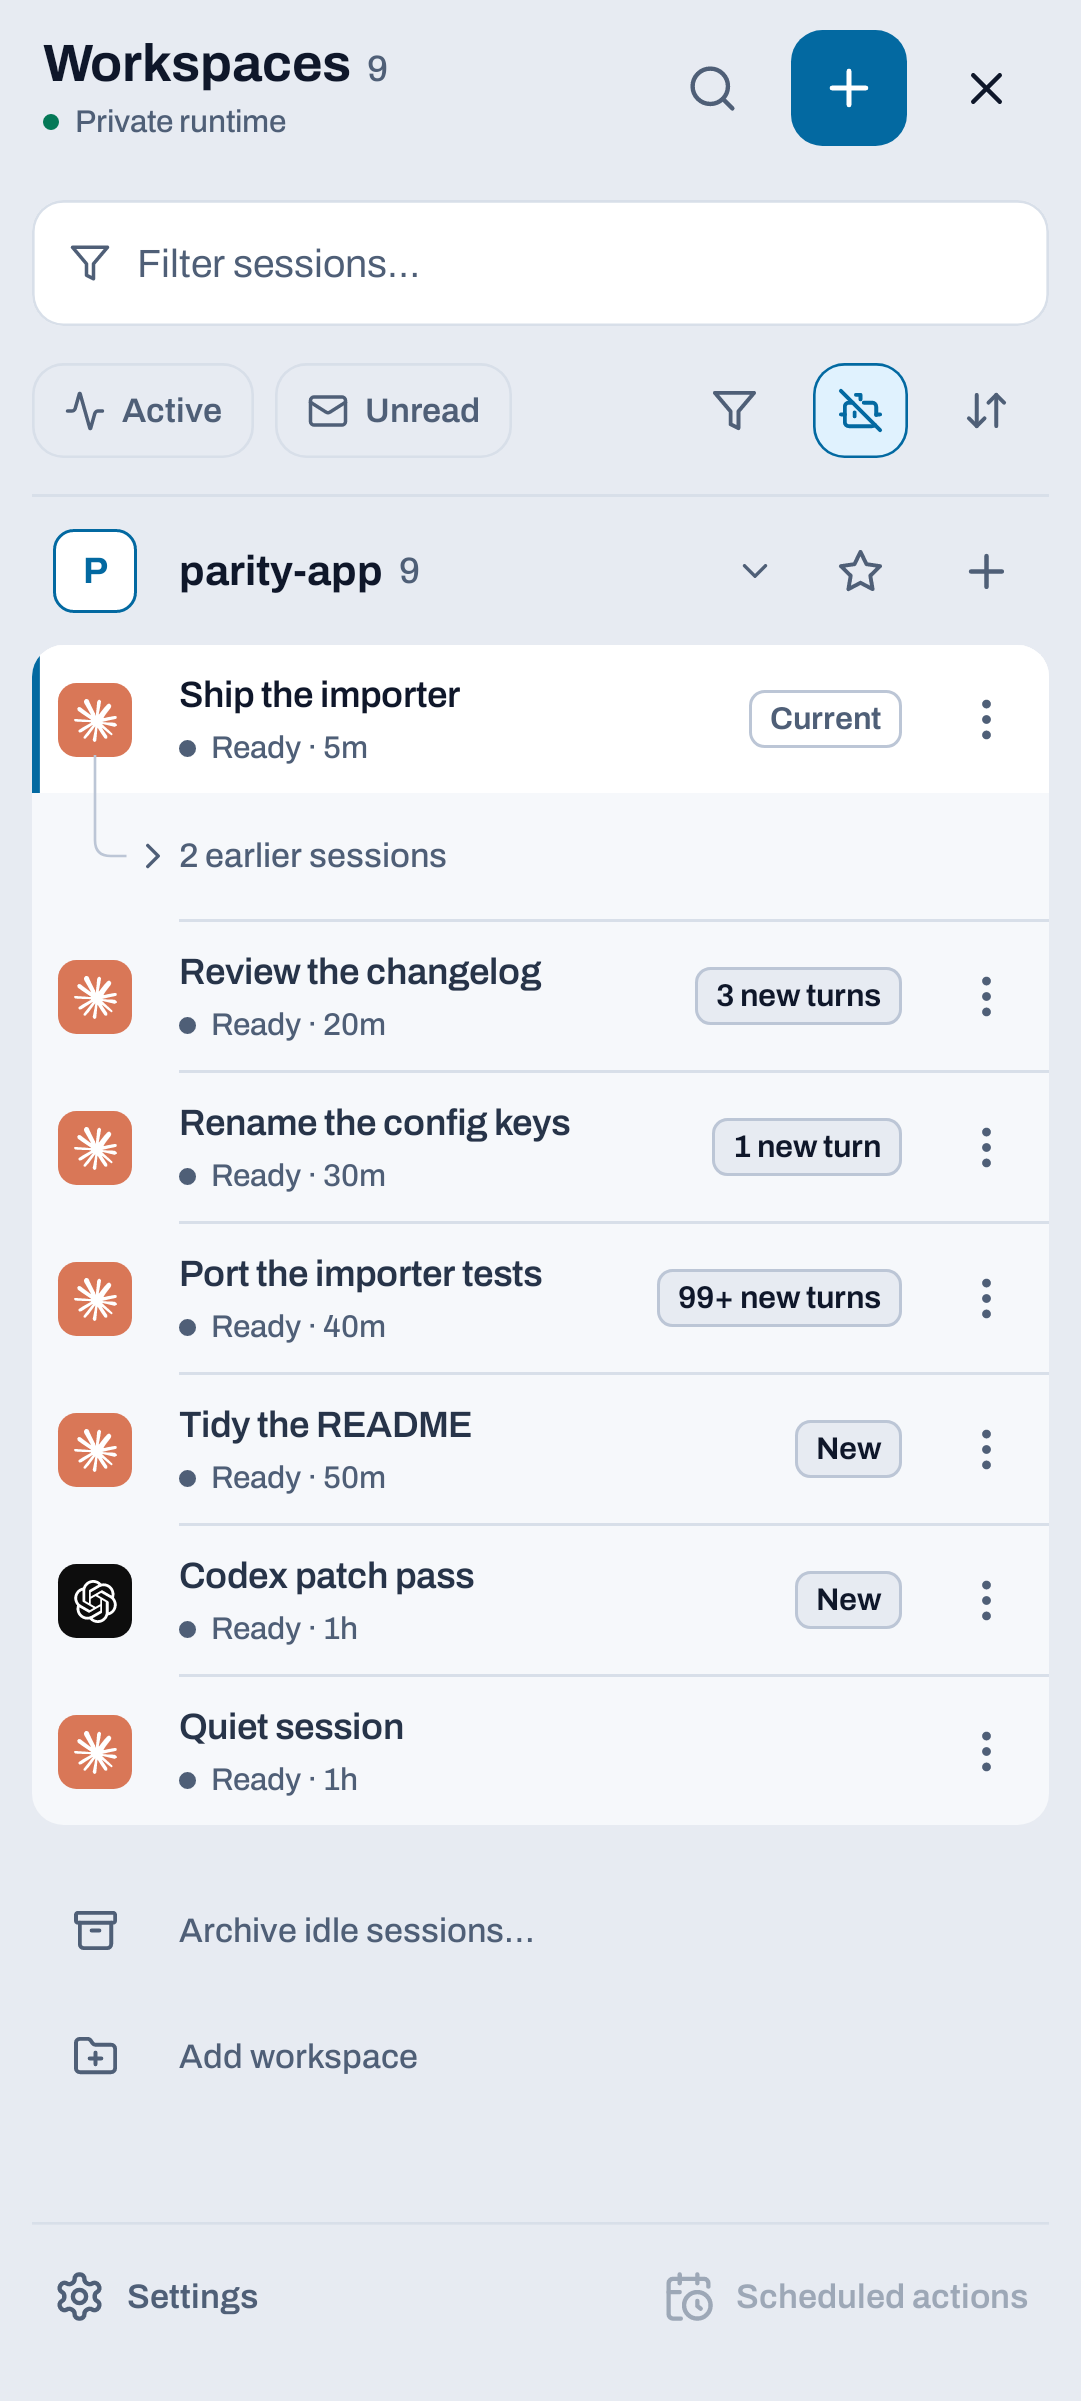 Workspaces 9
Private runtime
Filter sessions...
Active
Unread
P
parity-app 9
Ship the importer
Ready · 5m
Current
2 earlier sessions
Review the changelog
Ready · 20m
3 new turns
Rename the config keys
Ready · 30m
1 new turn
Port the importer tests
Ready · 40m
99+ new turns
Tidy the README
Ready · 50m
New
Codex patch pass
Ready · 1h
New
Quiet session
Ready · 1h
Archive idle sessions...
Add workspace
Settings
Scheduled actions